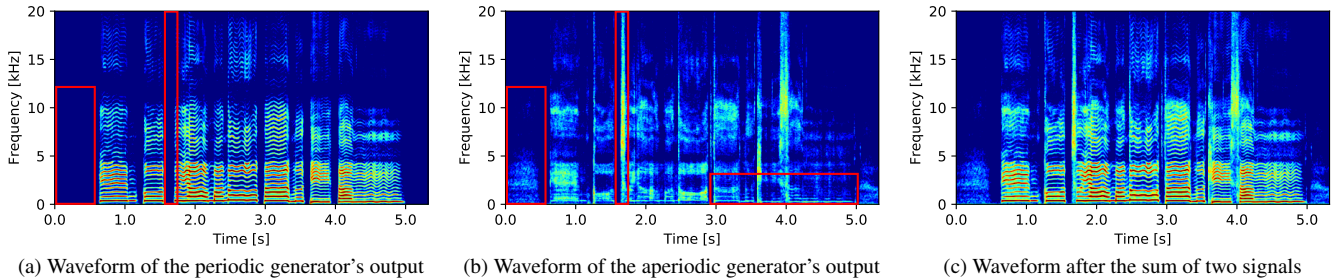 20
15
10
5
0
Frequency [kHz]
0.0 1.0 2.0 3.0 4.0 5.0
Time [s]
(a) Waveform of the periodic generator's output
20
15
10
5
0
Frequency [kHz]
0.0 1.0 2.0 3.0 4.0 5.0
Time [s]
(b) Waveform of the aperiodic generator's output
20
15
10
5
0
Frequency [kHz]
0.0 1.0 2.0 3.0 4.0 5.0
Time [s]
(c) Waveform after the sum of two signals